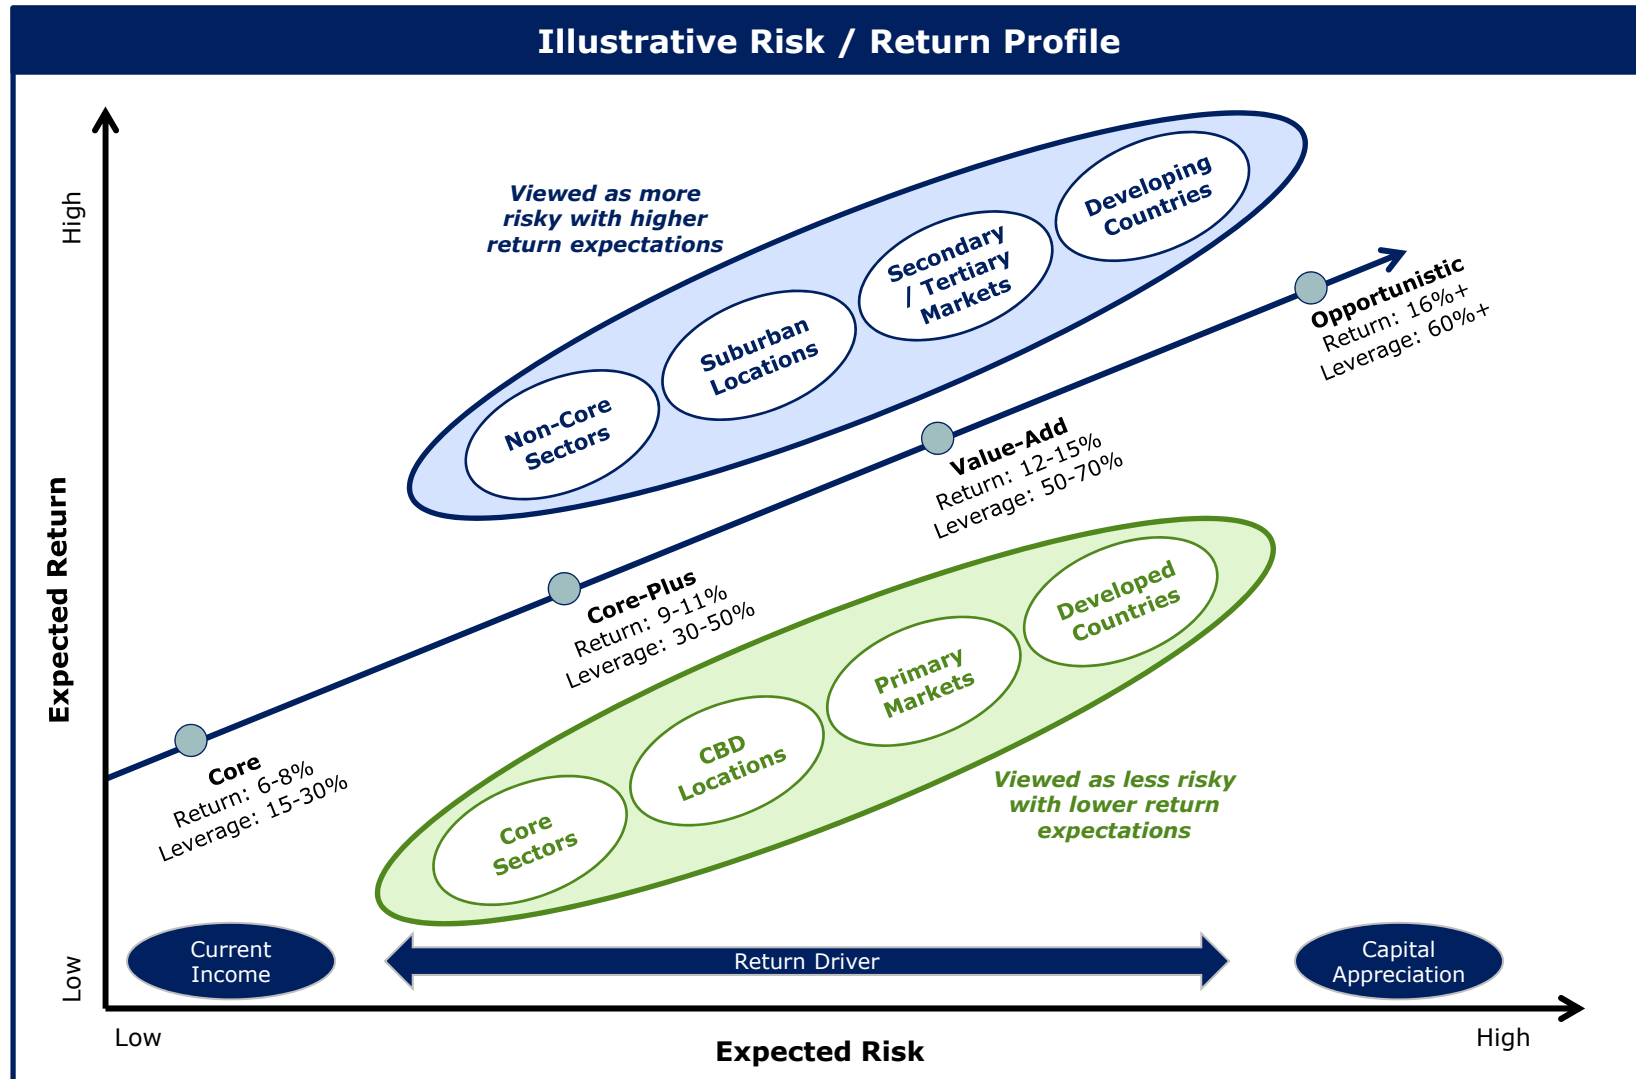 Illustrative Risk / Return Profile
High
Viewed as more
risky with higher
return expectations
Developing
Countries
Secondary
/ Tertiary
Markets
Suburban
Locations
Non-Core
Sectors
Opportunistic
Return: 16%+
Leverage: 60%+
Value-Add
Return: 12-15%
Leverage: 50-70%
Core-Plus
Return: 9-11%
Leverage: 30-50%
Core
Return: 6-8%
Leverage: 15-30%
Expected Return
Developed
Countries
Primary
Markets
CBD
Locations
Core
Sectors
Viewed as less risky
with lower return
expectations
Low
Current
Income
Return Driver
Capital
Appreciation
Low
Expected Risk
High